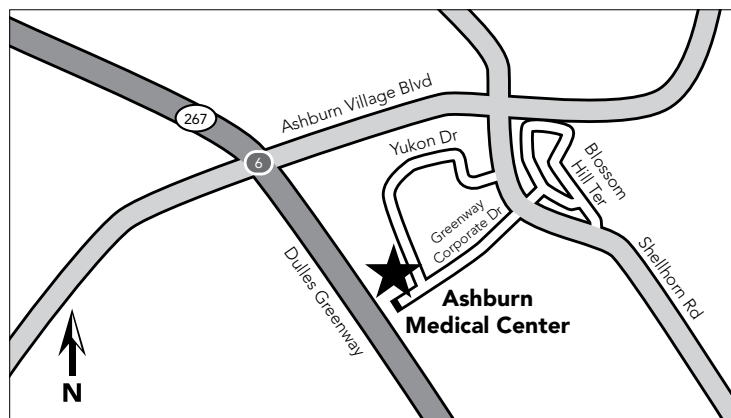 267
Ashburn Village Blvd
6
Yukon Dr
Blossom
Hill Ter
Greenway
Corporate Dr
Dulles Greenway
Shellhorn Rd
Ashburn
Medical Center
N